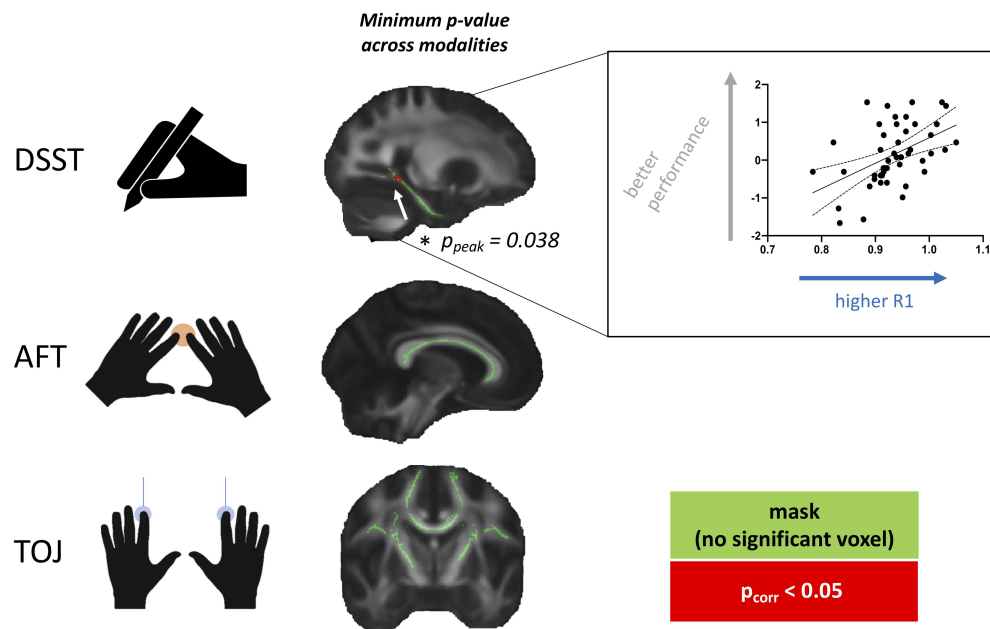 Minimum p-value
across modalities
DSST
* p_peak = 0.038
better
performance
2
1
0
-1
-2
0.7 0.8 0.9 1.0 1.1
higher R1
AFT
TOJ
mask
(no significant voxel)
p_corr < 0.05